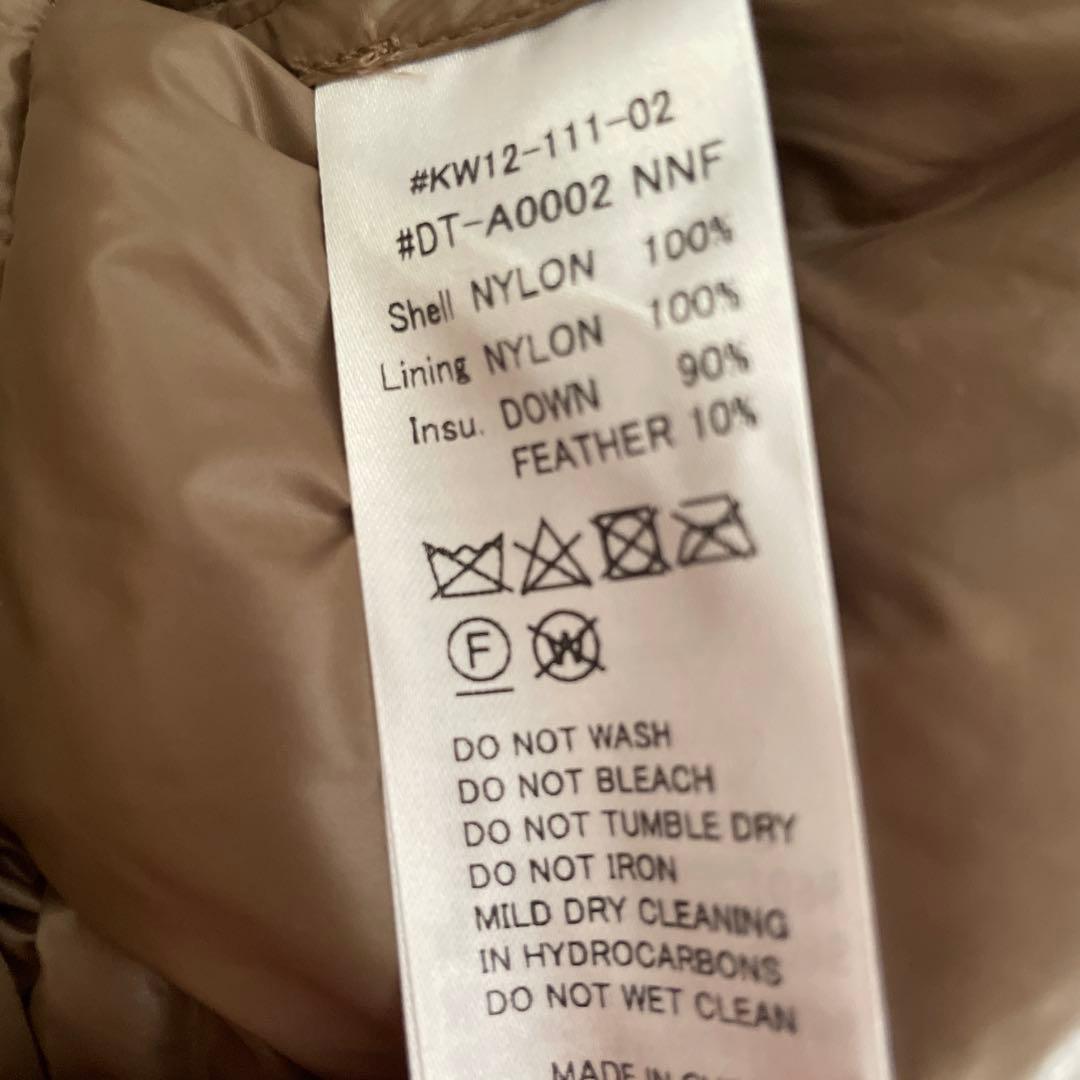 #KW12-111-02
#DT-A0002 NNF
Shell NYLON 100%
Lining NYLON 100%
Insu. DOWN 90%
FEATHER 10%
F W
DO NOT WASH
DO NOT BLEACH
DO NOT TUMBLE DRY
DO NOT IRON
MILD DRY CLEANING
IN HYDROCARBONS
DO NOT WET CLEAN
MADE IN